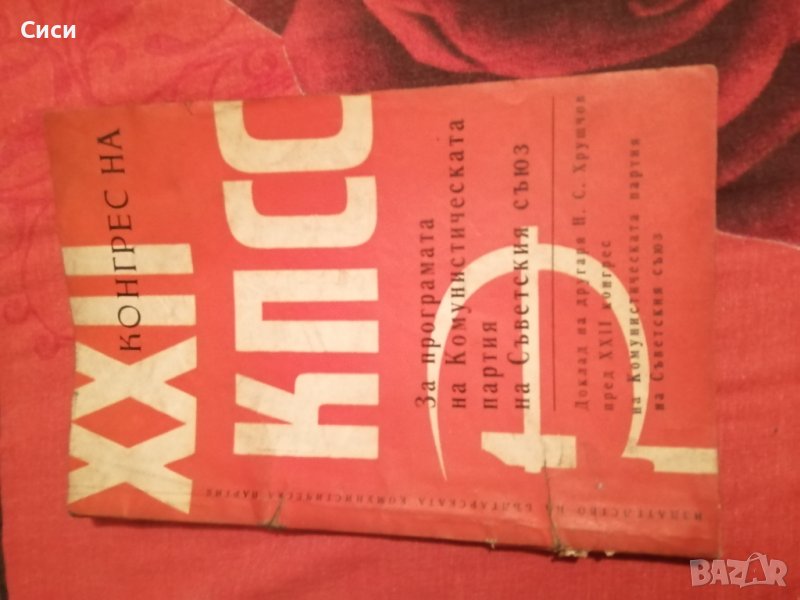 Сиси
XXII
КОНГРЕС НА
КПСС
За програмата
на Комунистическата
партия
на Съветския съюз
Доклад на другаря Н. С. Хрушчов
пред XXII конгрес
на Комунистическата партия
на Съветския съюз
ИЗДАТЕЛСТВО НА БЪЛГАРСКАТА КОМУНИСТИЧЕСКА ПАРТИЯ
BAZAR